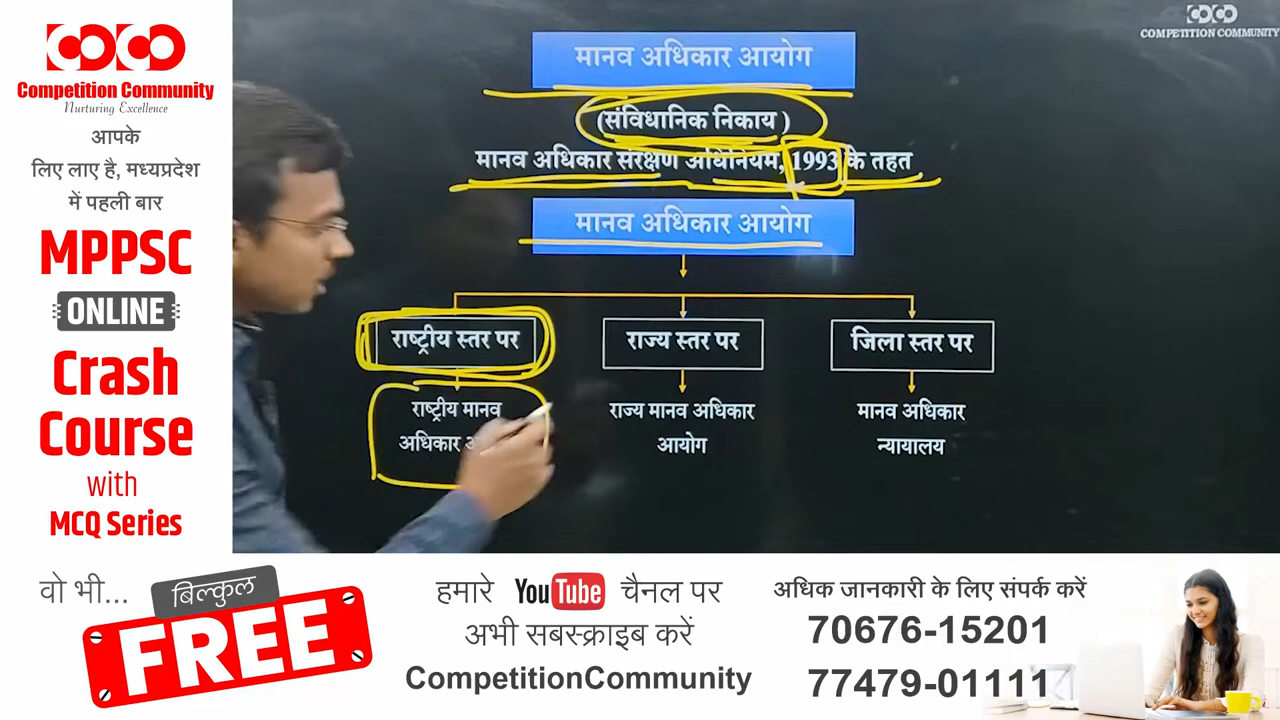 COCO
Competition Community
Nurturing Excellence
आपके
लिए लाए है, मध्यप्रदेश
में पहली बार
MPPSC
ONLINE
Crash
Course
with
MCQ Series
COCO
COMPETITION COMMUNITY
मानव अधिकार आयोग
(संविधानिक निकाय )
मानव अधिकार संरक्षण अधिनियम, 1993 के तहत
मानव अधिकार आयोग
राष्ट्रीय स्तर पर
राज्य स्तर पर
जिला स्तर पर
राष्ट्रीय मानव
अधिकार
राज्य मानव अधिकार
आयोग
मानव अधिकार
न्यायालय
वो भी...
बिल्कुल
FREE
हमारे YouTube चैनल पर
अभी सबस्क्राइब करें
CompetitionCommunity
अधिक जानकारी के लिए संपर्क करें
70676-15201
77479-01111